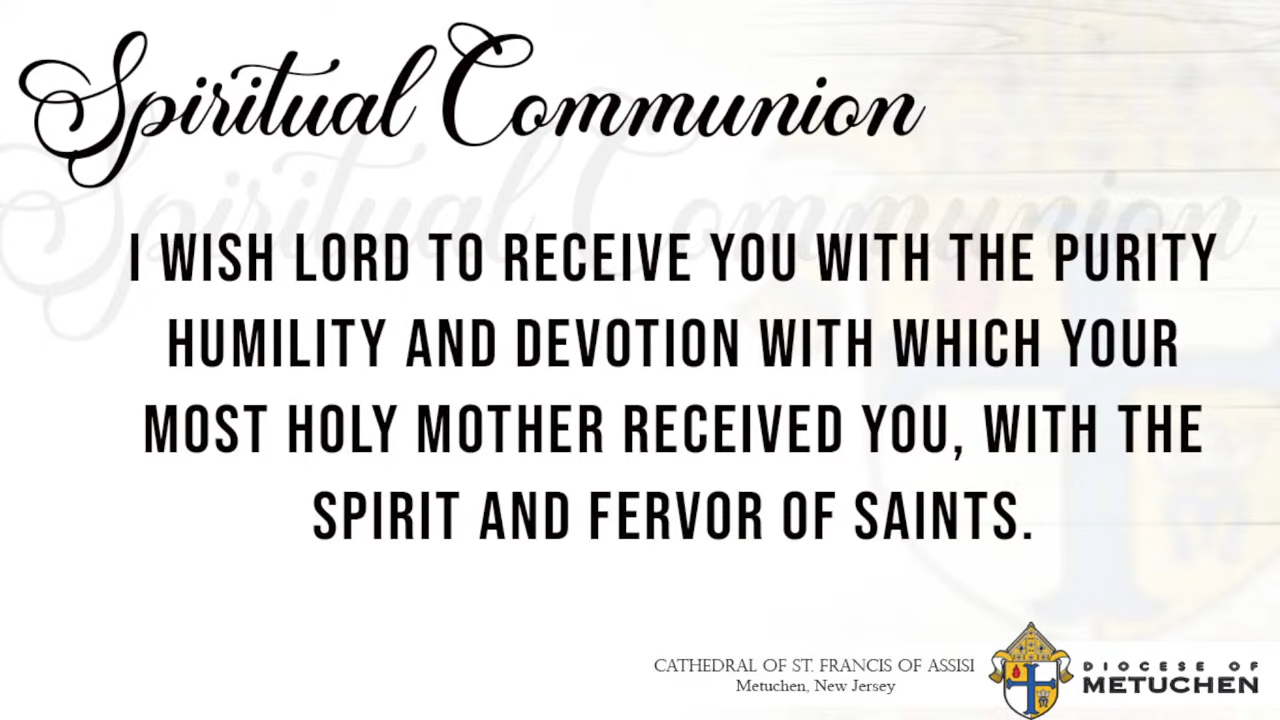 Spiritual Communion
I WISH LORD TO RECEIVE YOU WITH THE PURITY
HUMILITY AND DEVOTION WITH WHICH YOUR
MOST HOLY MOTHER RECEIVED YOU, WITH THE
SPIRIT AND FERVOR OF SAINTS.
CATHEDRAL OF ST. FRANCIS OF ASSISI
Metuchen, New Jersey
DIOCESE OF
METUCHEN